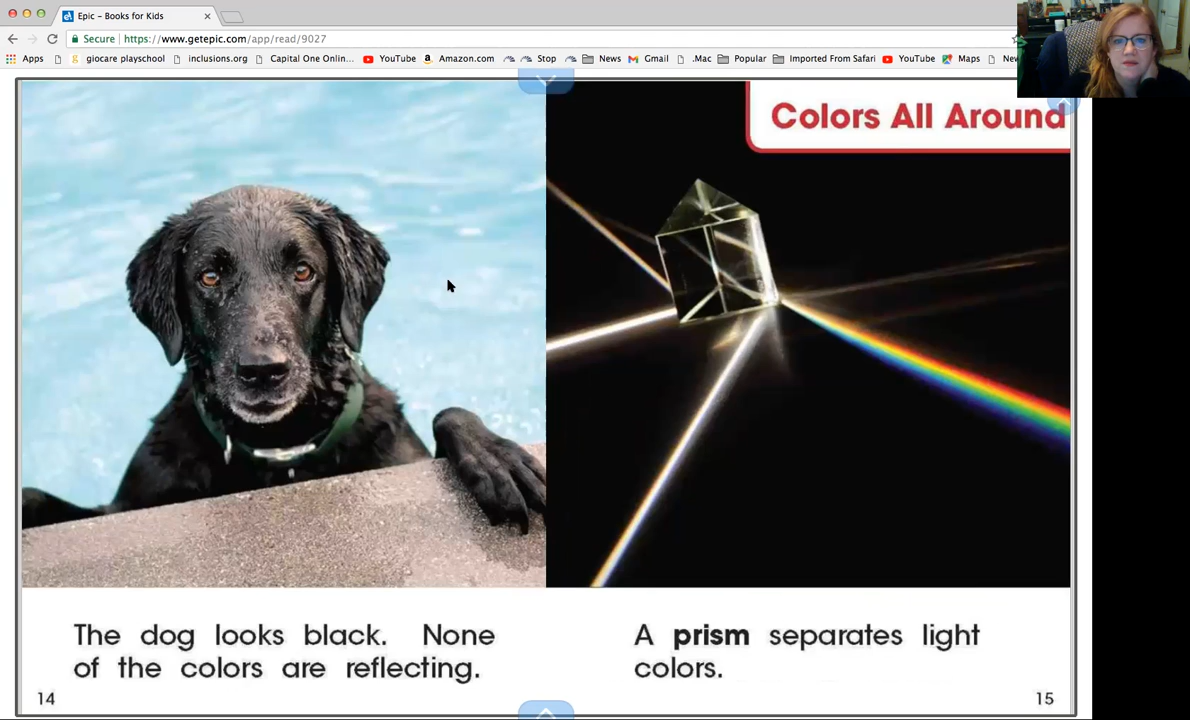 Epic - Books for Kids
Secure https://www.getepic.com/app/read/9027
Apps giocare playschool inclusions.org Capital One Onlin... YouTube Amazon.com Stop News Gmail .Mac Popular Imported From Safari YouTube Maps
Colors All Around
The dog looks black. None
of the colors are reflecting.
14
A prism separates light
colors.
15